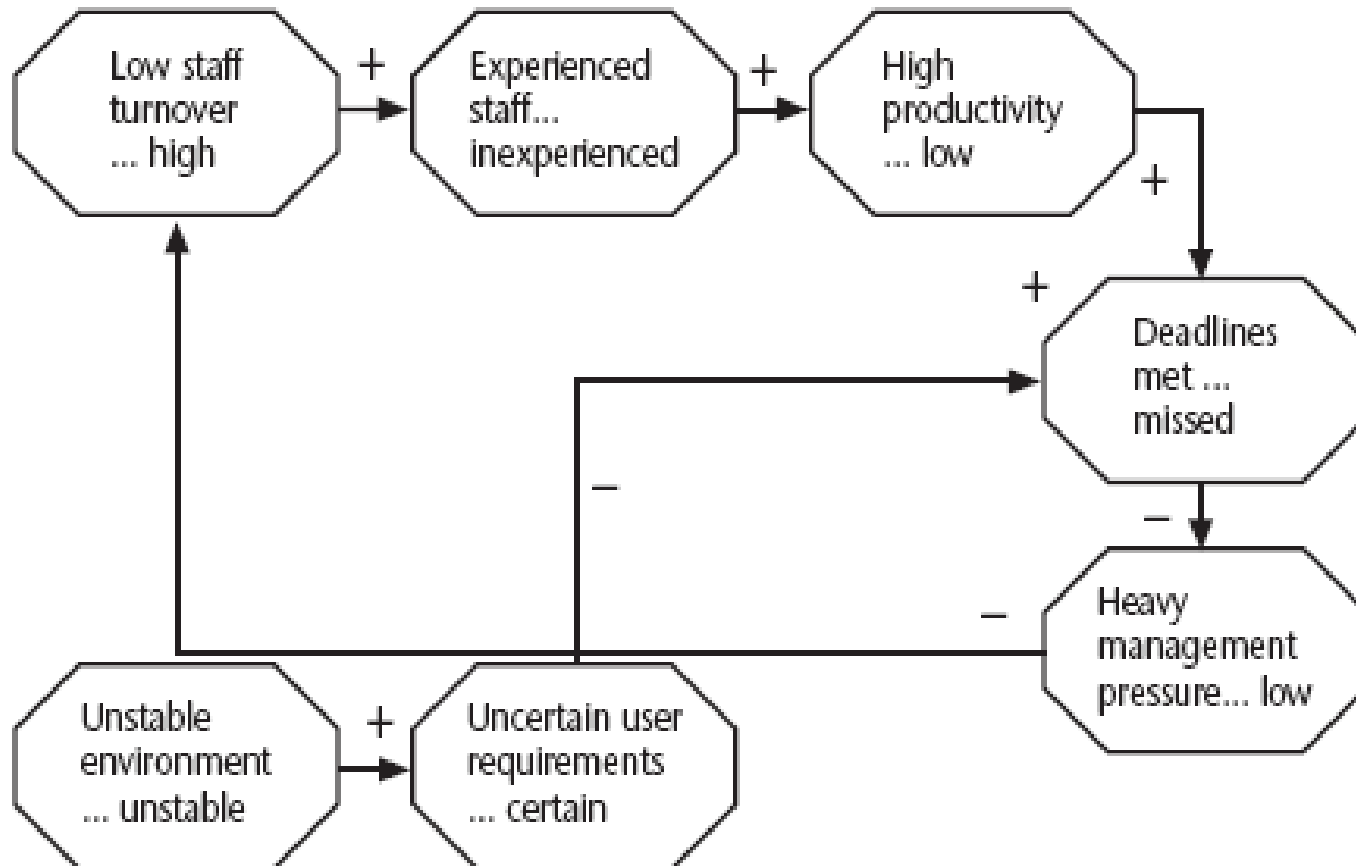 Low staff
turnover
... high
+
Experienced
staff...
inexperienced
+
High
productivity
... low
+
+
Deadlines
met ...
missed
–
–
Heavy
management
pressure... low
–
Unstable
environment
... unstable
+
Uncertain user
requirements
... certain